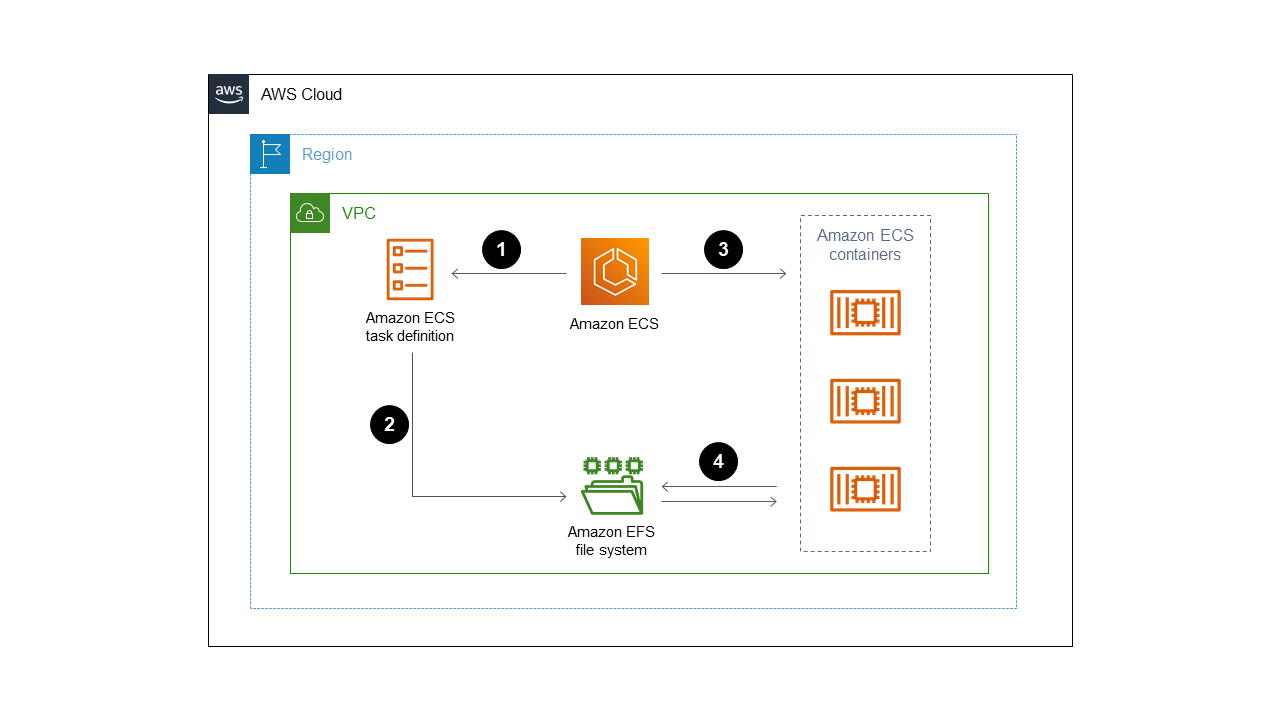 aws
AWS Cloud
Region
VPC
1
3
Amazon ECS
containers
Amazon ECS
task definition
Amazon ECS
2
4
Amazon EFS
file system